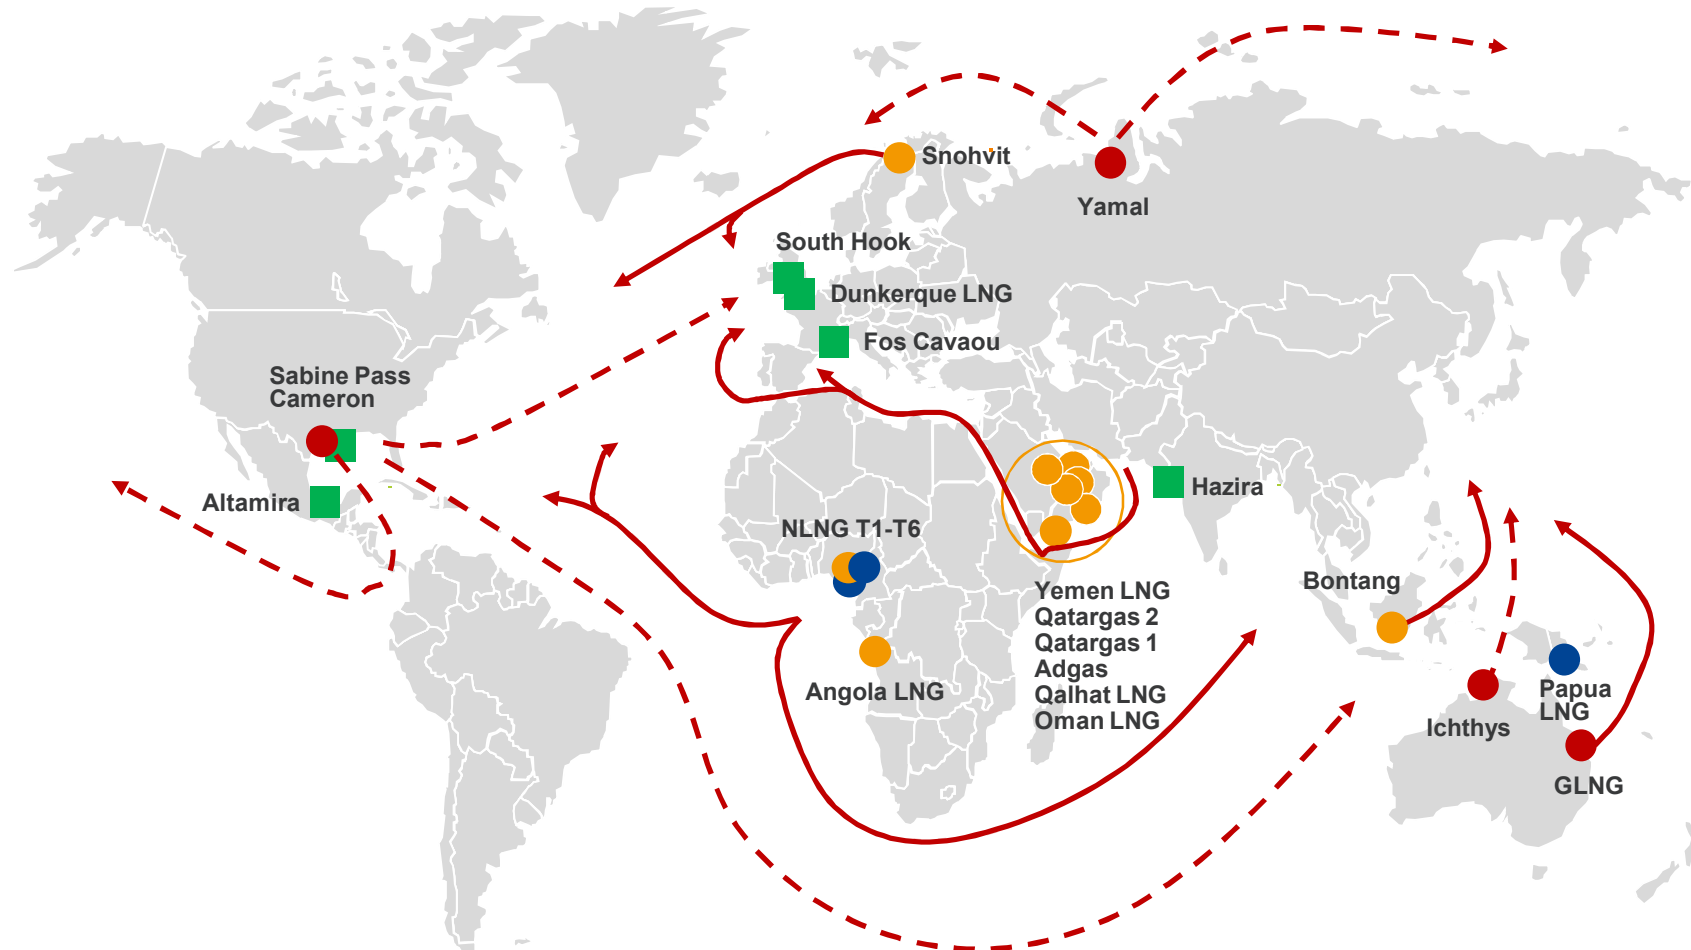 Snohvit
Yamal
South Hook
Dunkerque LNG
Fos Cavaou
Sabine Pass
Cameron
Altamira
Hazira
NLNG T1-T6
Angola LNG
Yemen LNG
Qatargas 2
Qatargas 1
Adgas
Qalhat LNG
Oman LNG
Bontang
Papua
LNG
Ichthys
GLNG